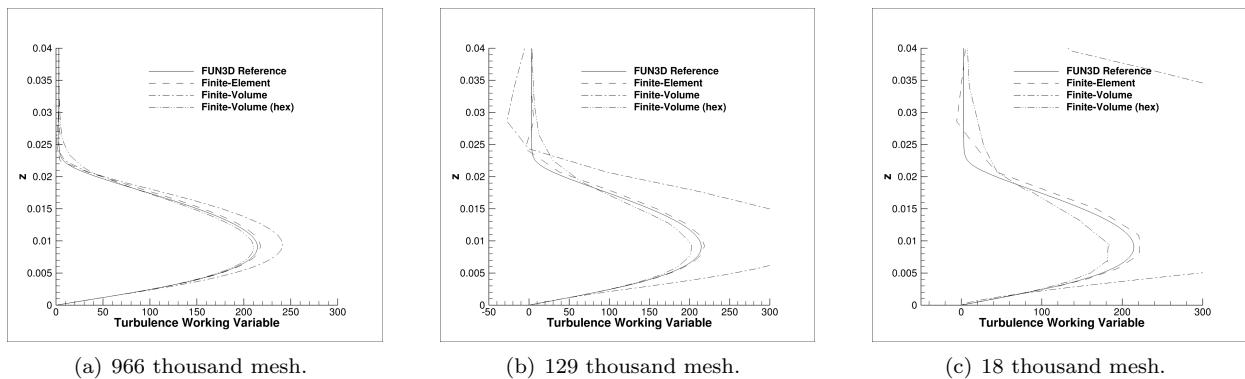 0.04
0.035
0.03
0.025
0.02
0.015
0.01
0.005
0
z
FUN3D Reference
Finite-Element
Finite-Volume
Finite-Volume (hex)
0 50 100 150 200 250 300
Turbulence Working Variable
(a) 966 thousand mesh.
0.04
0.035
0.03
0.025
0.02
0.015
0.01
0.005
0
z
FUN3D Reference
Finite-Element
Finite-Volume
Finite-Volume (hex)
-50 0 50 100 150 200 250 300
Turbulence Working Variable
(b) 129 thousand mesh.
0.04
0.035
0.03
0.025
0.02
0.015
0.01
0.005
0
z
FUN3D Reference
Finite-Element
Finite-Volume
Finite-Volume (hex)
0 100 200 300
Turbulence Working Variable
(c) 18 thousand mesh.